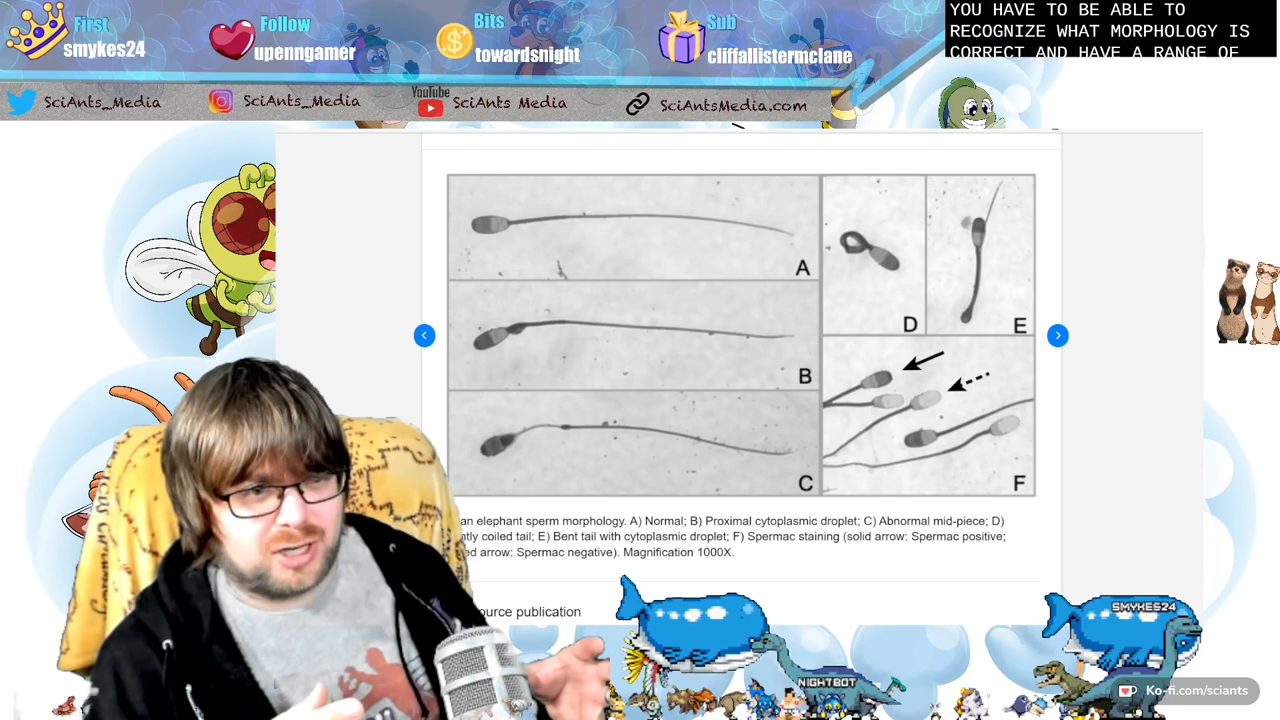 First
smykes24
Follow
upenngamer
Bits
towardsnight
Sub
cliffallistermclane
YOU HAVE TO BE ABLE TO
RECOGNIZE WHAT MORPHOLOGY IS
CORRECT AND HAVE A RANGE OF
SciAnts_Media
SciAnts_Media
YouTube
SciAnts Media
SciAntsMedia.com
A
B
C
D
E
F
an elephant sperm morphology. A) Normal; B) Proximal cytoplasmic droplet; C) Abnormal mid-piece; D)
ntly coiled tail; E) Bent tail with cytoplasmic droplet; F) Spermac staining (solid arrow: Spermac positive;
ed arrow: Spermac negative). Magnification 1000X.
ource publication
SMYKES24
NIGHTBOT
Ko-fi.com/sciants